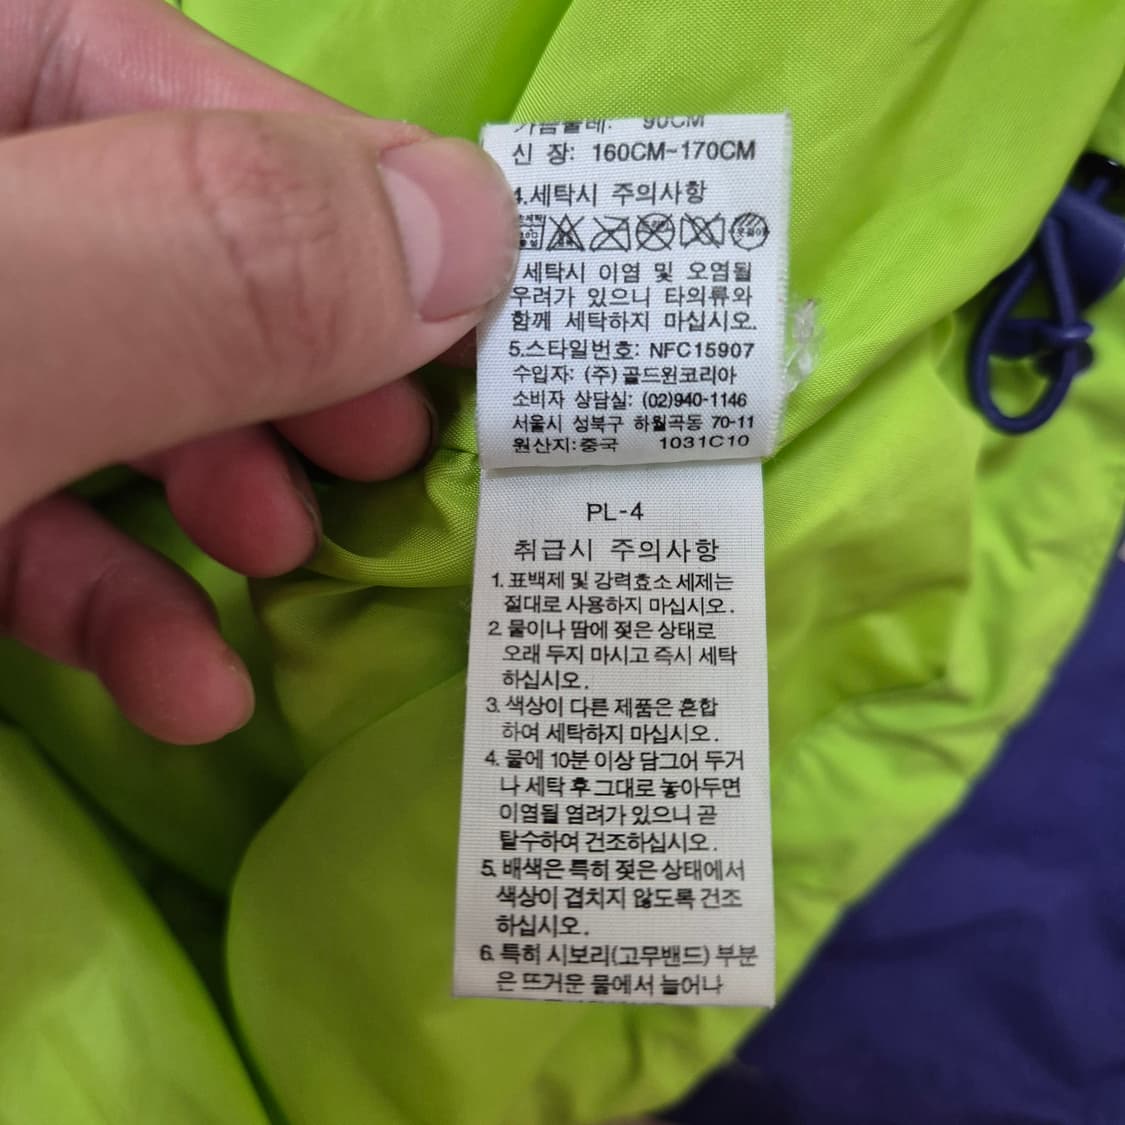 가슴둘레: 90CM
신 장: 160CM~170CM
4.세탁시 주의사항
세탁시 이염 및 오염될
우려가 있으니 타의류와
함께 세탁하지 마십시오.
5.스타일번호: NFC15907
수입자: (주)골드윈코리아
소비자 상담실: (02)940-1146
서울시 성북구 하월곡동 70-11
원산지:중국 1031C10
PL-4
취급시 주의사항
1. 표백제 및 강력효소 세제는
절대로 사용하지 마십시오.
2. 물이나 땀에 젖은 상태로
오래 두지 마시고 즉시 세탁
하십시오.
3. 색상이 다른 제품은 혼합
하여 세탁하지 마십시오.
4. 물에 10분 이상 담그어 두거
나 세탁 후 그대로 놓아두면
이염될 염려가 있으니 곧
탈수하여 건조하십시오.
5. 배색은 특히 젖은 상태에서
색상이 겹치지 않도록 건조
하십시오.
6. 특히 시보리(고무밴드) 부분
은 뜨거운 물에서 늘어나